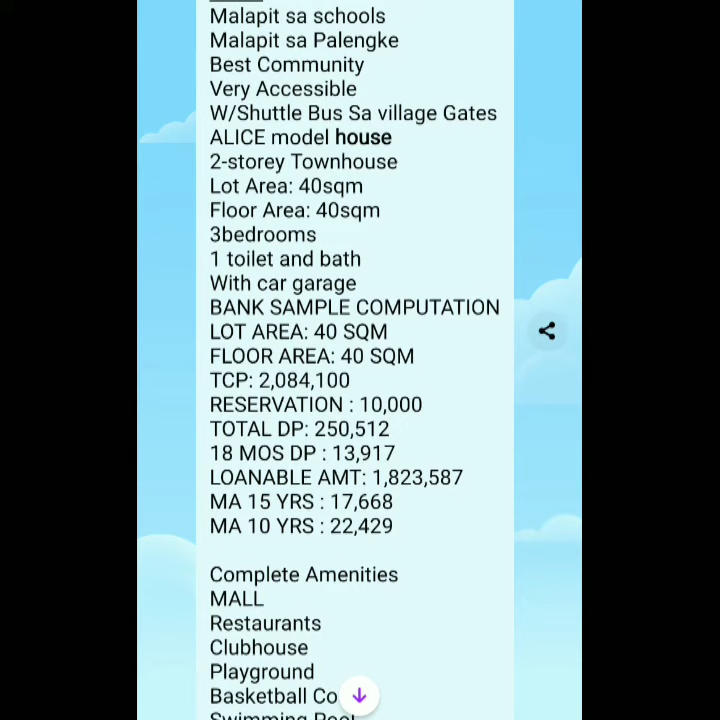 Malapit sa schools
Malapit sa Palengke
Best Community
Very Accessible
W/Shuttle Bus Sa village Gates
ALICE model house
2-storey Townhouse
Lot Area: 40sqm
Floor Area: 40sqm
3bedrooms
1 toilet and bath
With car garage
BANK SAMPLE COMPUTATION
LOT AREA: 40 SQM
FLOOR AREA: 40 SQM
TCP: 2,084,100
RESERVATION : 10,000
TOTAL DP: 250,512
18 MOS DP : 13,917
LOANABLE AMT: 1,823,587
MA 15 YRS : 17,668
MA 10 YRS : 22,429
Complete Amenities
MALL
Restaurants
Clubhouse
Playground
Basketball Co
Swimming Pool